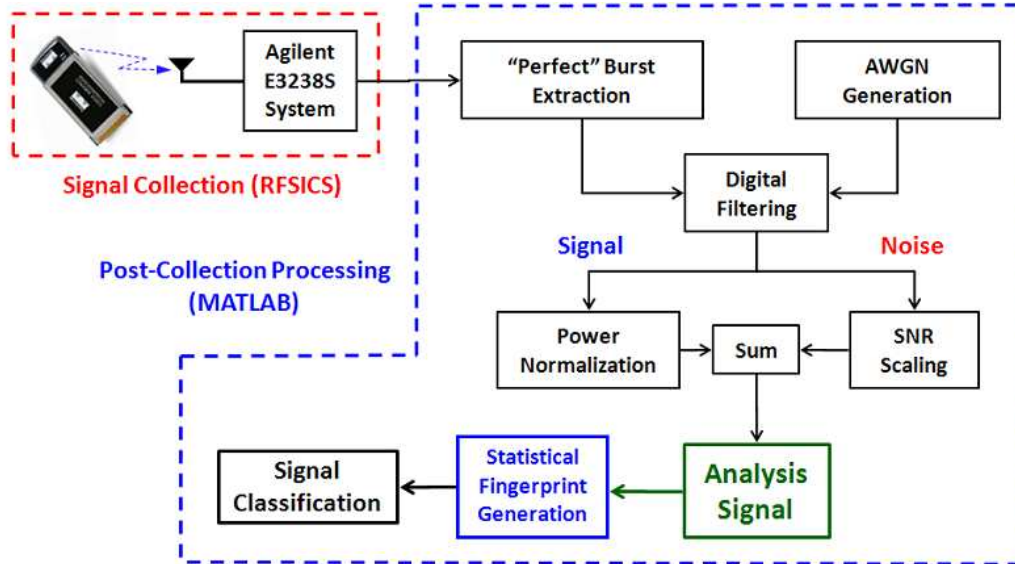 Agilent
E3238S
System
“Perfect” Burst
Extraction
AWGN
Generation
Signal Collection (RFSICS)
Digital
Filtering
Signal
Noise
Post-Collection Processing
(MATLAB)
Power
Normalization
Sum
SNR
Scaling
Signal
Classification
Statistical
Fingerprint
Generation
Analysis
Signal